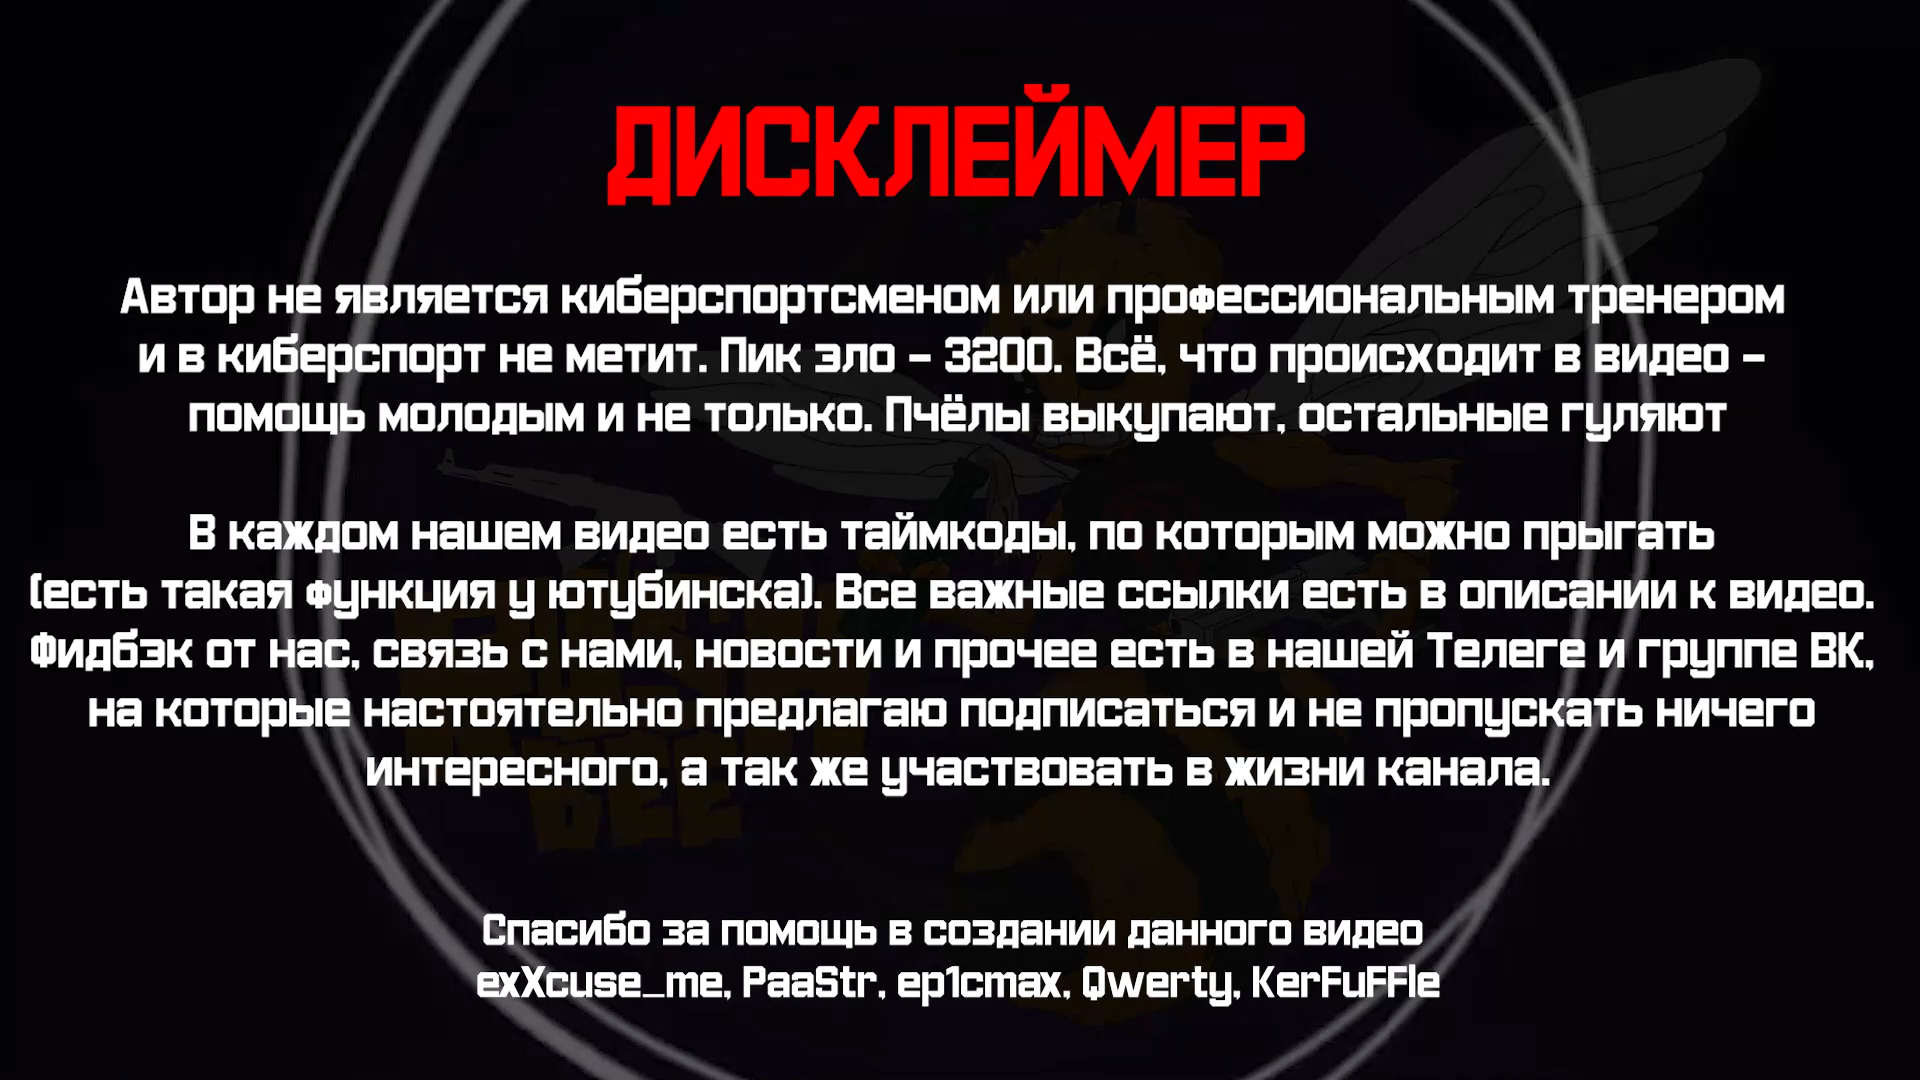 ДИСКЛЕЙМЕР
Автор не является киберспортсменом или профессиональным тренером
и в киберспорт не метит. Пик эло - 3200. Всё, что происходит в видео -
помощь молодым и не только. Пчёлы выкупают, остальные гуляют
В каждом нашем видео есть таймкоды, по которым можно прыгать
(есть такая функция у ютубинска). Все важные ссылки есть в описании к видео.
Фидбэк от нас, связь с нами, новости и прочее есть в нашей Телеге и группе ВК,
на которые настоятельно предлагаю подписаться и не пропускать ничего
интересного, а так же участвовать в жизни канала.
RUSH
BEE
Спасибо за помощь в создании данного видео
exXcuse_me, PaaStr, ep1cmax, Qwerty, KerFuFFle